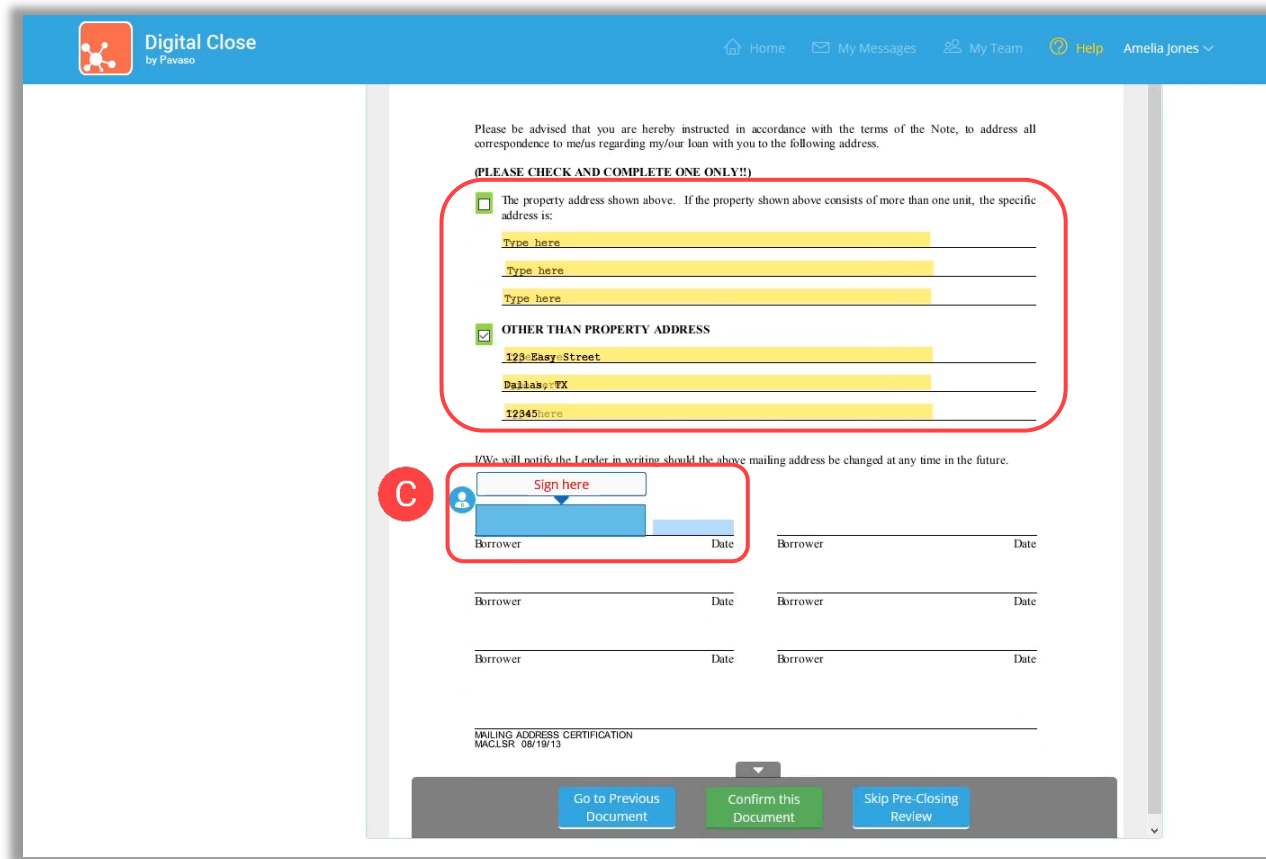 Digital Close
by Pavaso
Home My Messages My Team Help Amelia Jones
Please be advised that you are hereby instructed in accordance with the terms of the Note, to address all
correspondence to me/us regarding my/our loan with you to the following address.
(PLEASE CHECK AND COMPLETE ONE ONLY!!)
The property address shown above. If the property shown above consists of more than one unit, the specific
address is:
Type here
Type here
Type here
OTHER THAN PROPERTY ADDRESS
123 Easy Street
Dallas, TX
12345 here
I/We will notify the Lender in writing should the above mailing address be changed at any time in the future.
C
Sign here
Borrower Date Borrower Date
Borrower Date Borrower Date
Borrower Date Borrower Date
MAILING ADDRESS CERTIFICATION
MAC.LSR 08/19/13
Go to Previous
Document
Confirm this
Document
Skip Pre-Closing
Review